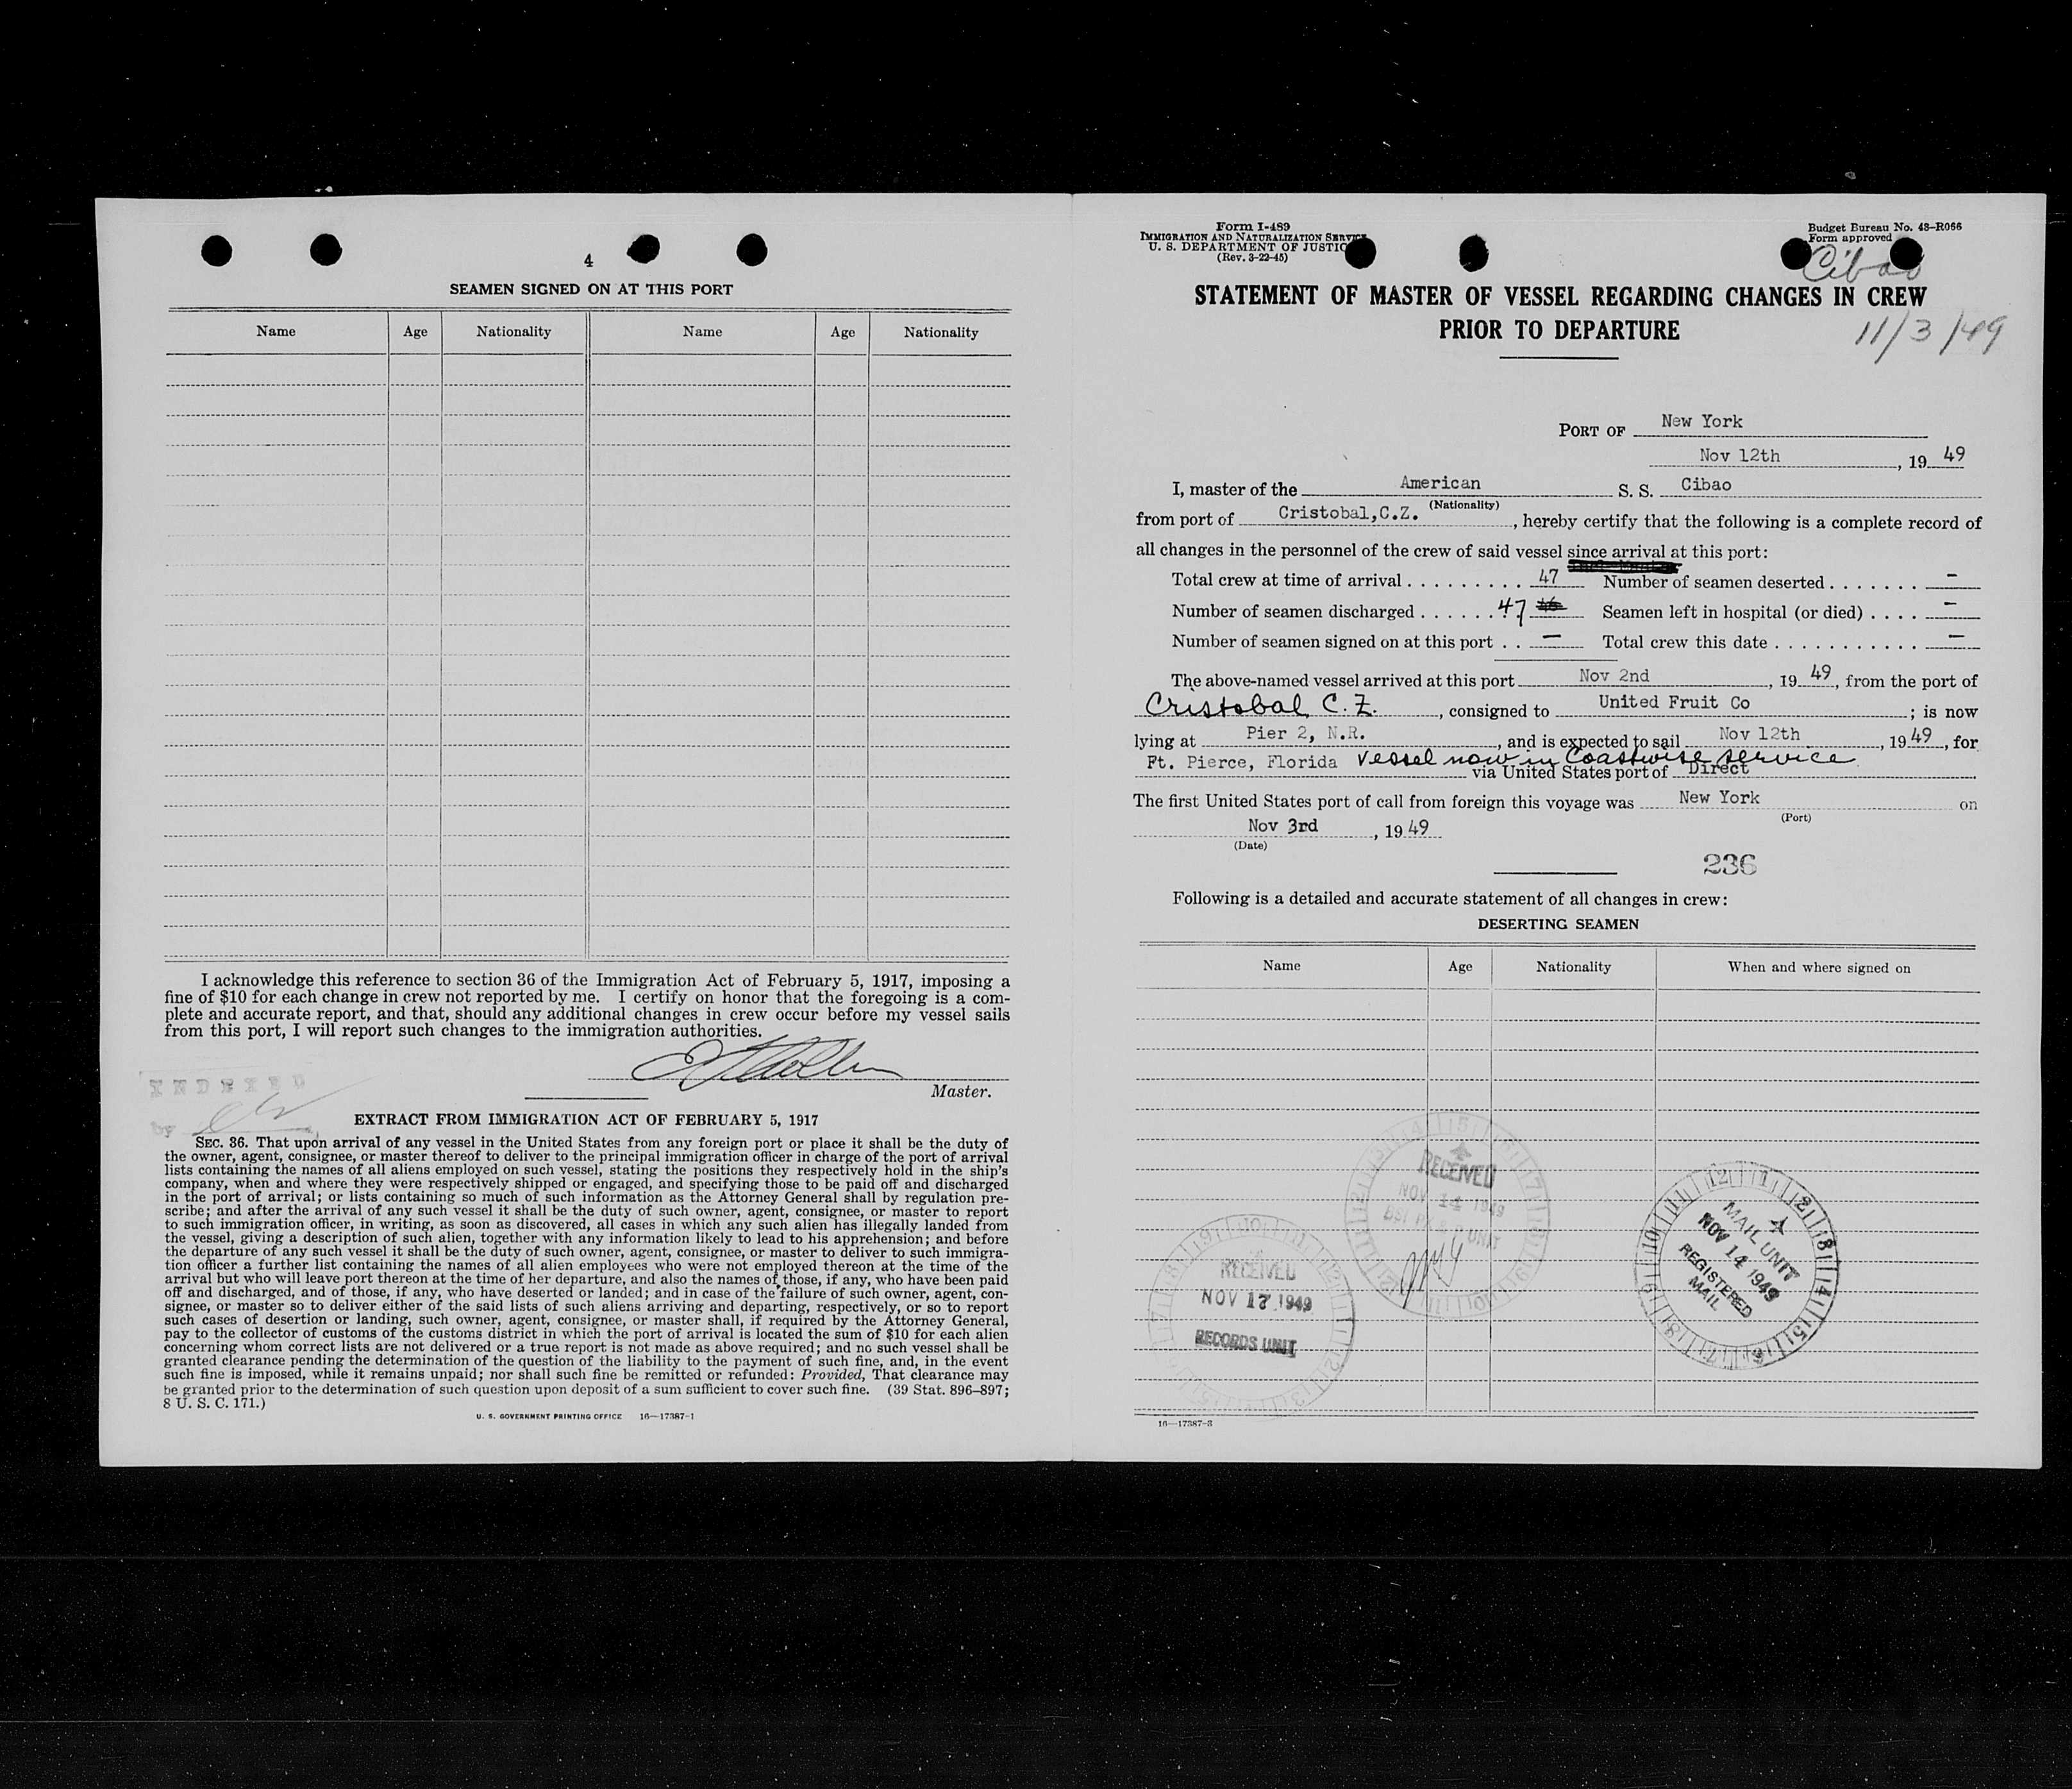 4
SEAMEN SIGNED ON AT THIS PORT
Name Age Nationality Name Age Nationality
I acknowledge this reference to section 36 of the Immigration Act of February 5, 1917, imposing a
fine of $10 for each change in crew not reported by me. I certify on honor that the foregoing is a com-
plete and accurate report, and that, should any additional changes in crew occur before my vessel sails
from this port, I will report such changes to the immigration authorities.
Master.
INDEXED
by
EXTRACT FROM IMMIGRATION ACT OF FEBRUARY 5, 1917
SEC. 36. That upon arrival of any vessel in the United States from any foreign port or place it shall be the duty of
the owner, agent, consignee, or master thereof to deliver to the principal immigration officer in charge of the port of arrival
lists containing the names of all aliens employed on such vessel, stating the positions they respectively hold in the ship's
company, when and where they were respectively shipped or engaged, and specifying those to be paid off and discharged
in the port of arrival; or lists containing so much of such information as the Attorney General shall by regulation pre-
scribe; and after the arrival of any such vessel it shall be the duty of such owner, agent, consignee, or master to report
to such immigration officer, in writing, as soon as discovered, all cases in which any such alien has illegally landed from
the vessel, giving a description of such alien, together with any information likely to lead to his apprehension; and before
the departure of any such vessel it shall be the duty of such owner, agent, consignee, or master to deliver to such immigra-
tion officer a further list containing the names of all alien employees who were not employed thereon at the time of the
arrival but who will leave port thereon at the time of her departure, and also the names of those, if any, who have been paid
off and discharged, and of those, if any, who have deserted or landed; and in case of the failure of such owner, agent, con-
signee, or master so to deliver either of the said lists of such aliens arriving and departing, respectively, or so to report
such cases of desertion or landing, such owner, agent, consignee, or master shall, if required by the Attorney General,
pay to the collector of customs of the customs district in which the port of arrival is located the sum of $10 for each alien
concerning whom correct lists are not delivered or a true report is not made as above required; and no such vessel shall be
granted clearance pending the determination of the question of the liability to the payment of such fine, and, in the event
such fine is imposed, while it remains unpaid; nor shall such fine be remitted or refunded: Provided, That clearance may
be granted prior to the determination of such question upon deposit of a sum sufficient to cover such fine. (39 Stat. 896–897;
8 U. S. C. 171.)
U. S. GOVERNMENT PRINTING OFFICE 16—17387-1
Form I-489
IMMIGRATION AND NATURALIZATION SERVICE
U. S. DEPARTMENT OF JUSTICE
(Rev. 3-22-45)
Budget Bureau No. 43-R066
Form approved
Cibao
STATEMENT OF MASTER OF VESSEL REGARDING CHANGES IN CREW
PRIOR TO DEPARTURE
11/3/49
PORT OF New York
Nov 12th, 19 49
I, master of the American S. S. Cibao
(Nationality)
from port of Cristobal,C.Z., hereby certify that the following is a complete record of
all changes in the personnel of the crew of said vessel since arrival at this port:
Total crew at time of arrival . . . . . . . . . 47 Number of seamen deserted . . . . . . . -
Number of seamen discharged . . . . . . 47 Seamen left in hospital (or died) . . . . -
Number of seamen signed on at this port . . - Total crew this date . . . . . . . . . . . -
The above-named vessel arrived at this port Nov 2nd, 19 49, from the port of
Cristobal C.Z., consigned to United Fruit Co; is now
lying at Pier 2, N.R., and is expected to sail Nov 12th, 19 49, for
Ft. Pierce, Florida Vessel now in Coastwise service
via United States port of Direct
The first United States port of call from foreign this voyage was New York on
(Port)
Nov 3rd, 19 49
(Date)
236
Following is a detailed and accurate statement of all changes in crew:
DESERTING SEAMEN
Name Age Nationality When and where signed on
RECEIVED
NOV 14 1949
UNIT
RECEIVED
NOV 17 1949
RECORDS UNIT
MAIL UNIT
NOV 14 1949
REGISTERED
MAIL
16—17387-3